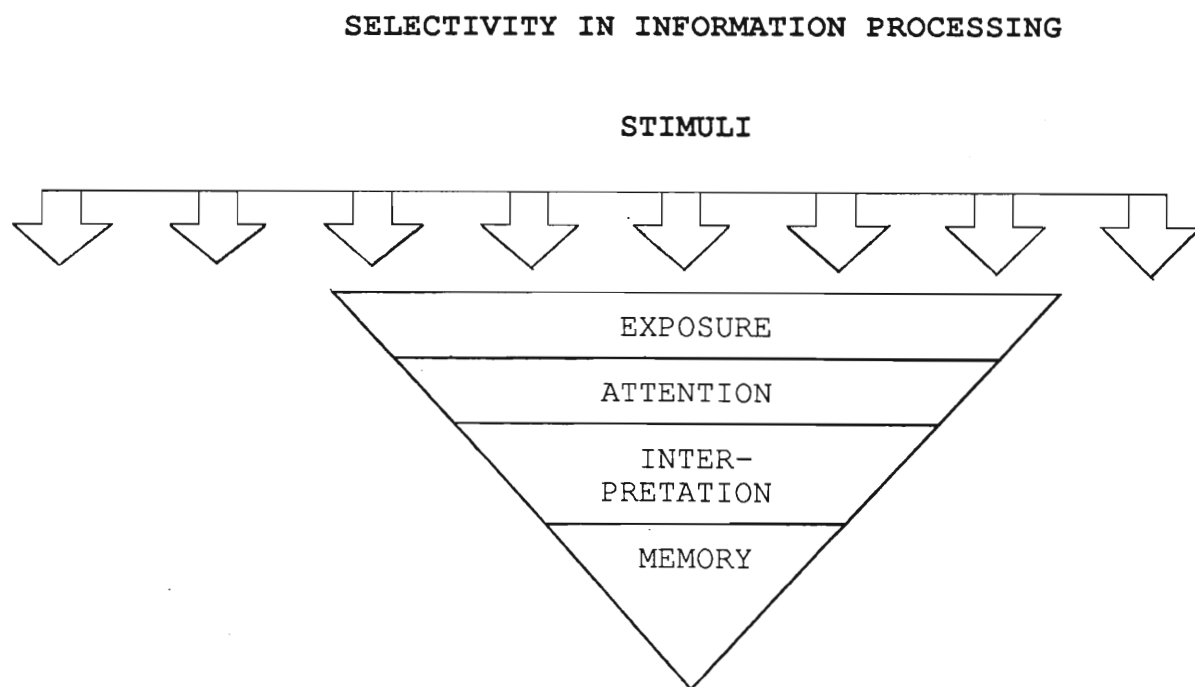 SELECTIVITY IN INFORMATION PROCESSING
STIMULI
EXPOSURE
ATTENTION
INTER-
PRETATION
MEMORY